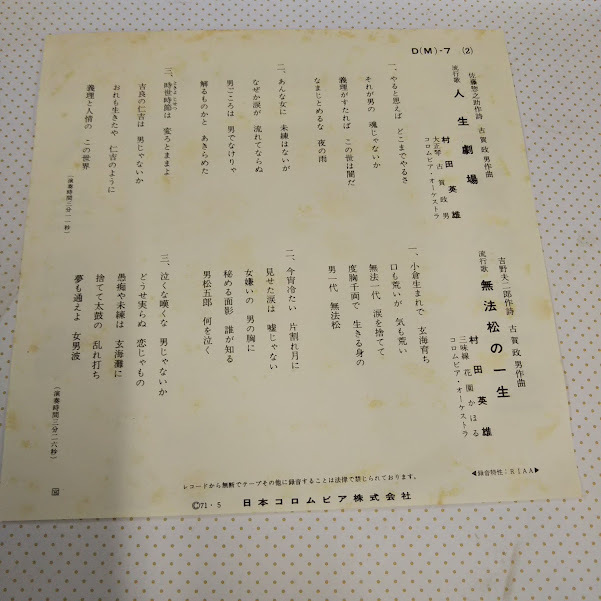 D(M)-7 (2)
佐藤惣之助作詩 古賀政男作曲
流行歌 人生劇場
村田英雄
大正琴 古賀政男
コロムビア・オーケストラ
一、やると思えば どこまでやるさ
それが男の 魂じゃないか
義理がすたれば この世は闇だ
なまじとめるな 夜の雨
二、あんな女に 未練はないが
なぜか涙が 流れてならぬ
男ごころは 男でなけりゃ
解るものかと あきらめた
三、時世時節は 変ろとままよ
吉良の仁吉は 男じゃないか
おれも生きたや 仁吉のように
義理と人情の この世界
(演奏時間三分一一秒)
吉野夫二郎作詩 古賀政男作曲
流行歌 無法松の一生
村田英雄
三味線 花園かほる
コロムビア・オーケストラ
一、小倉生まれで 玄海育ち
口も荒いが 気も荒い
無法一代 涙を捨てて
度胸千両で 生きる身の
男一代 無法松
二、今宵冷たい 片割れ月に
見せた涙は 嘘じゃない
女嫌いの 男の胸に
秘める面影 誰が知る
男松五郎 何を泣く
三、泣くな嘆くな 男じゃないか
どうせ実らぬ 恋じゃもの
愚痴や未練は 玄海灘に
捨てて太鼓の 乱れ打ち
夢も通えよ 女男波
(演奏時間三分二六秒)
◀録音特性：RIAA▶
レコードから無断でテープその他に録音することは法律で禁じられております。
Ⓒ71・5 日本コロムビア株式会社